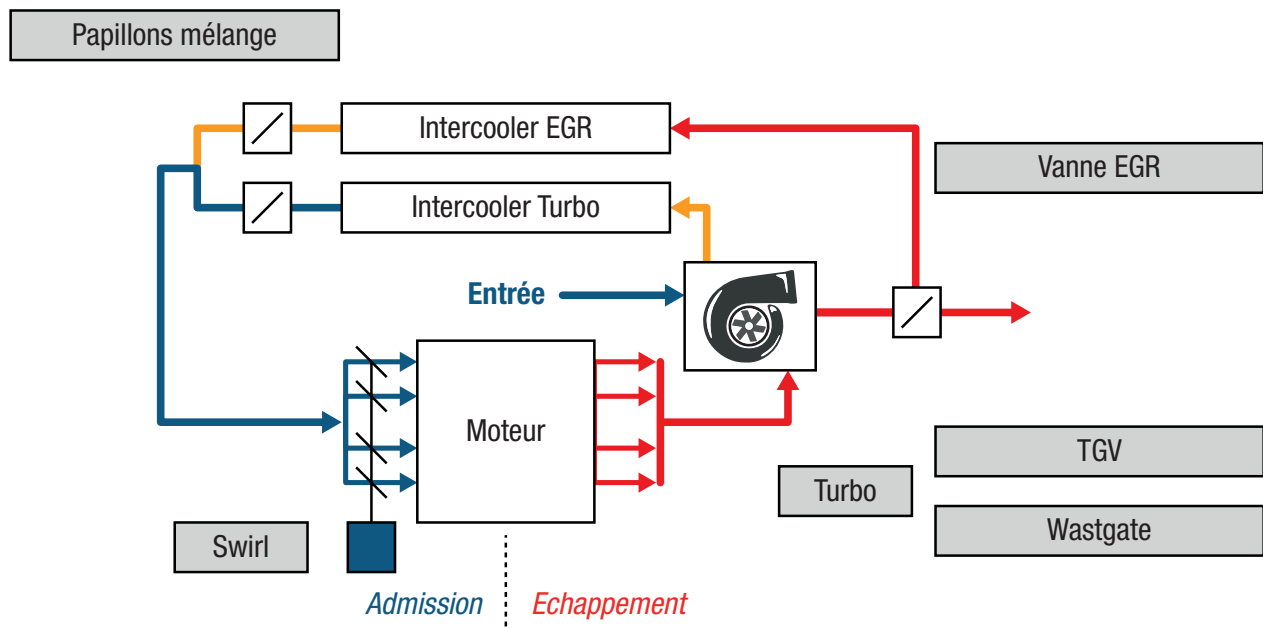 Papillons mélange
Intercooler EGR
Vanne EGR
Intercooler Turbo
Entrée
Moteur
TGV
Turbo
Wastgate
Swirl
Admission
Echappement